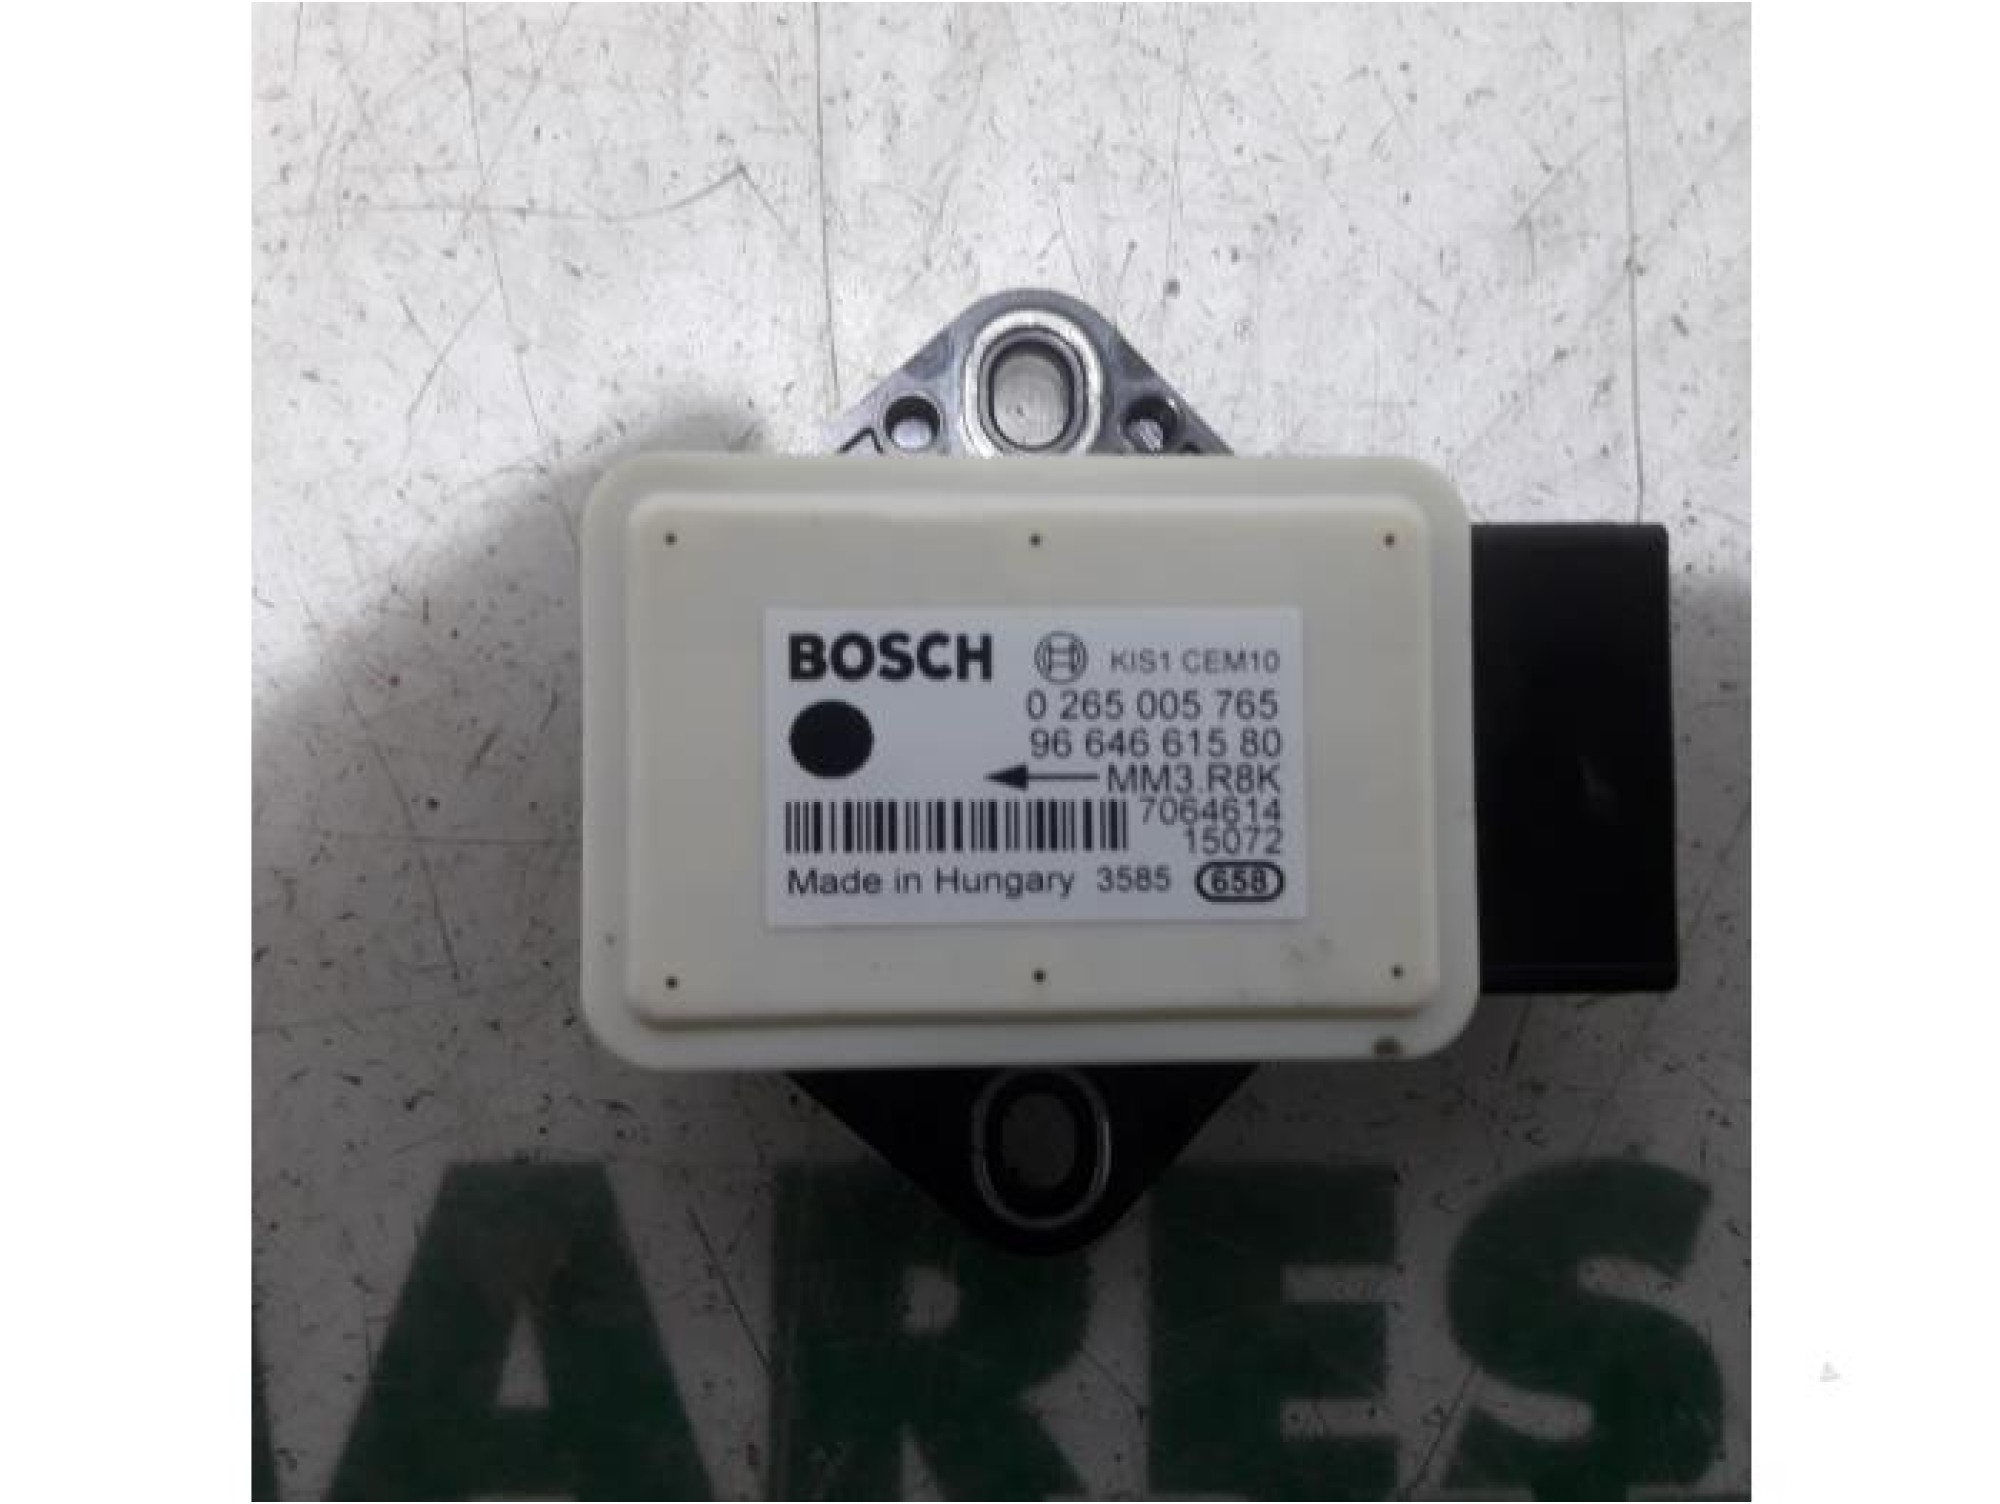 BOSCH KIS1 CEM10
0 265 005 765
96 646 615 80
MM3.R8K
7064614
15072
Made in Hungary 3585 658
ARES